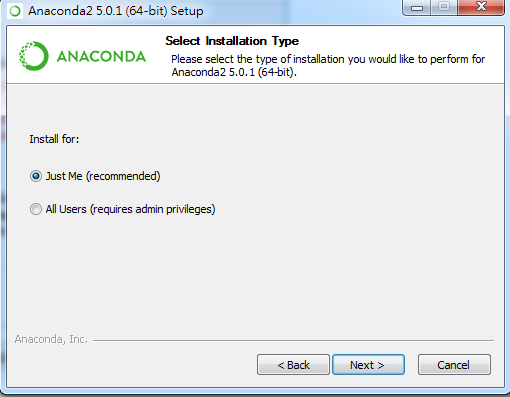 Anaconda2 5.0.1 (64-bit) Setup
ANACONDA
Select Installation Type
Please select the type of installation you would like to perform for
Anaconda2 5.0.1 (64-bit).
Install for:
Just Me (recommended)
All Users (requires admin privileges)
Anaconda, Inc.
< Back
Next >
Cancel